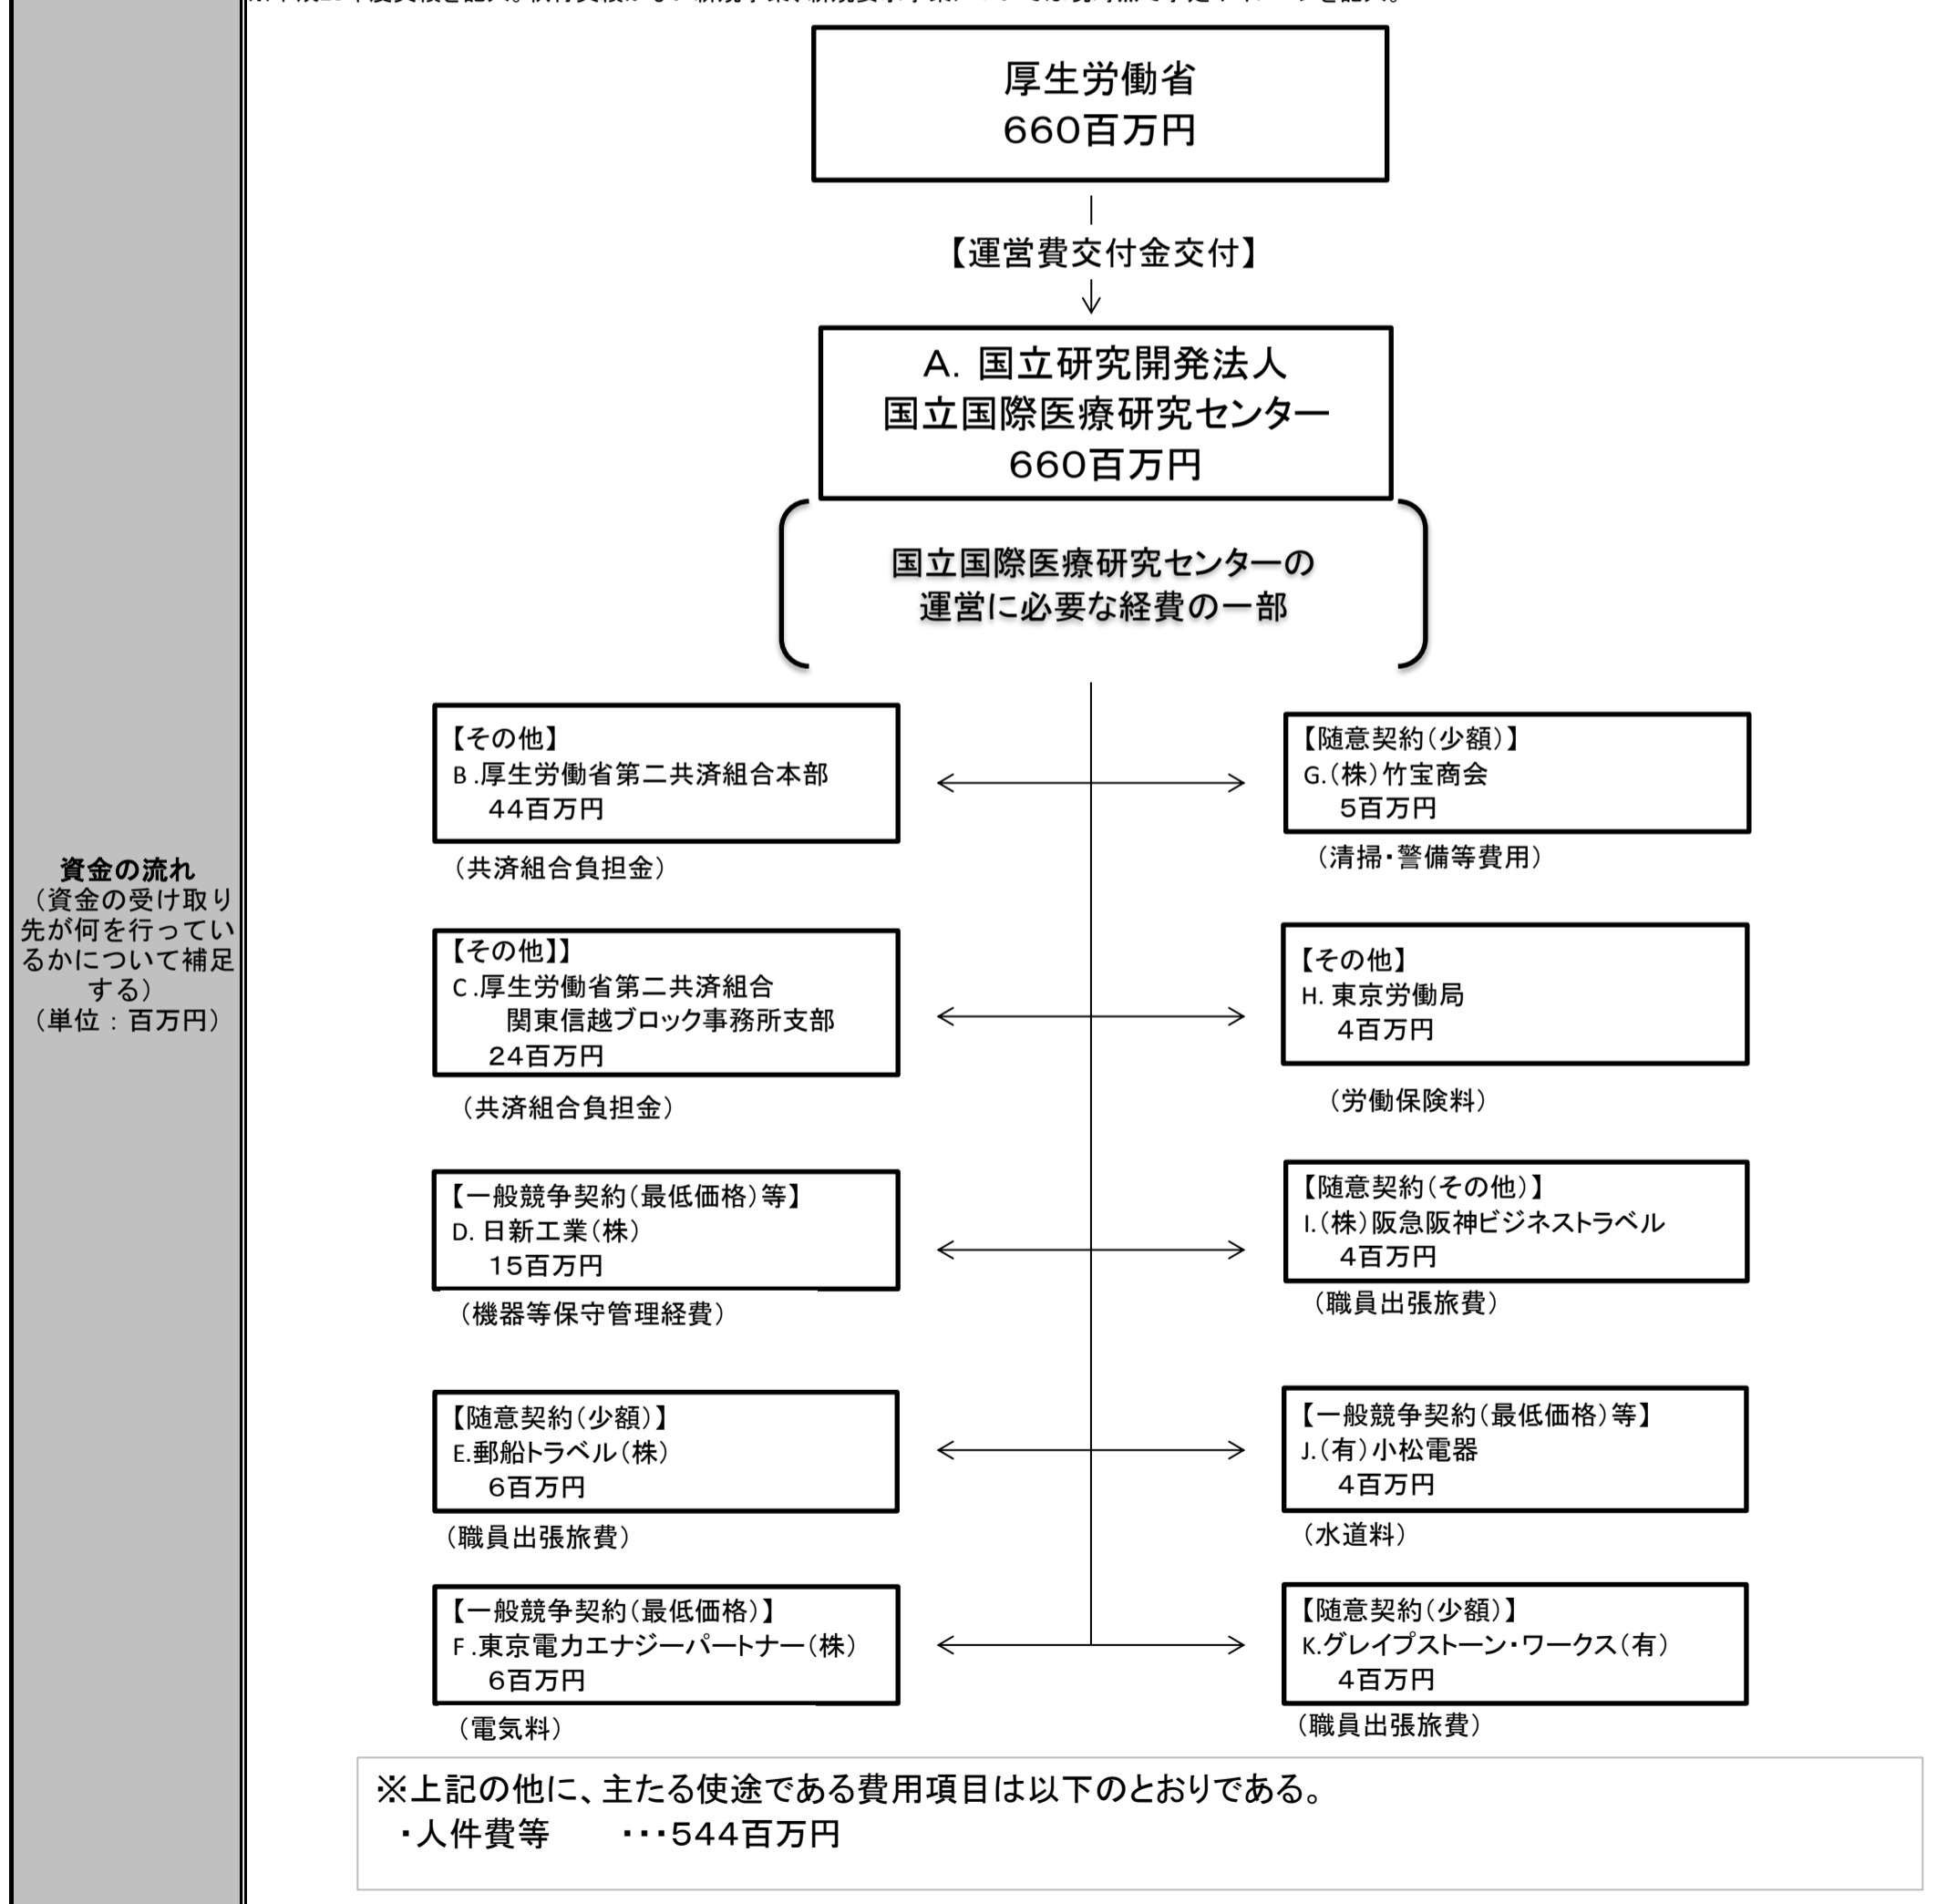 厚生労働省
660百万円
【運営費交付金交付】
A. 国立研究開発法人
国立国際医療研究センター
660百万円
国立国際医療研究センターの
運営に必要な経費の一部
【その他】
B .厚生労働省第二共済組合本部
44百万円
（共済組合負担金）
【随意契約（少額）】
G.（株）竹宝商会
5百万円
（清掃・警備等費用）
資金の流れ
（資金の受け取り
先が何を行ってい
るかについて補足
する）
（単位：百万円）
【その他】】
C .厚生労働省第二共済組合
関東信越ブロック事務所支部
24百万円
（共済組合負担金）
【その他】
H. 東京労働局
4百万円
（労働保険料）
【一般競争契約（最低価格）等】
D. 日新工業（株）
15百万円
（機器等保守管理経費）
【随意契約（その他）】
I.（株）阪急阪神ビジネストラベル
4百万円
（職員出張旅費）
【随意契約（少額）】
E.郵船トラベル（株）
6百万円
（職員出張旅費）
【一般競争契約（最低価格）等】
J.（有）小松電器
4百万円
（水道料）
【一般競争契約（最低価格）】
F .東京電力エナジーパートナー（株）
6百万円
（電気料）
【随意契約（少額）】
K.グレイプストーン・ワークス（有）
4百万円
（職員出張旅費）
※上記の他に、主たる使途である費用項目は以下のとおりである。
・人件費等　　・・・544百万円